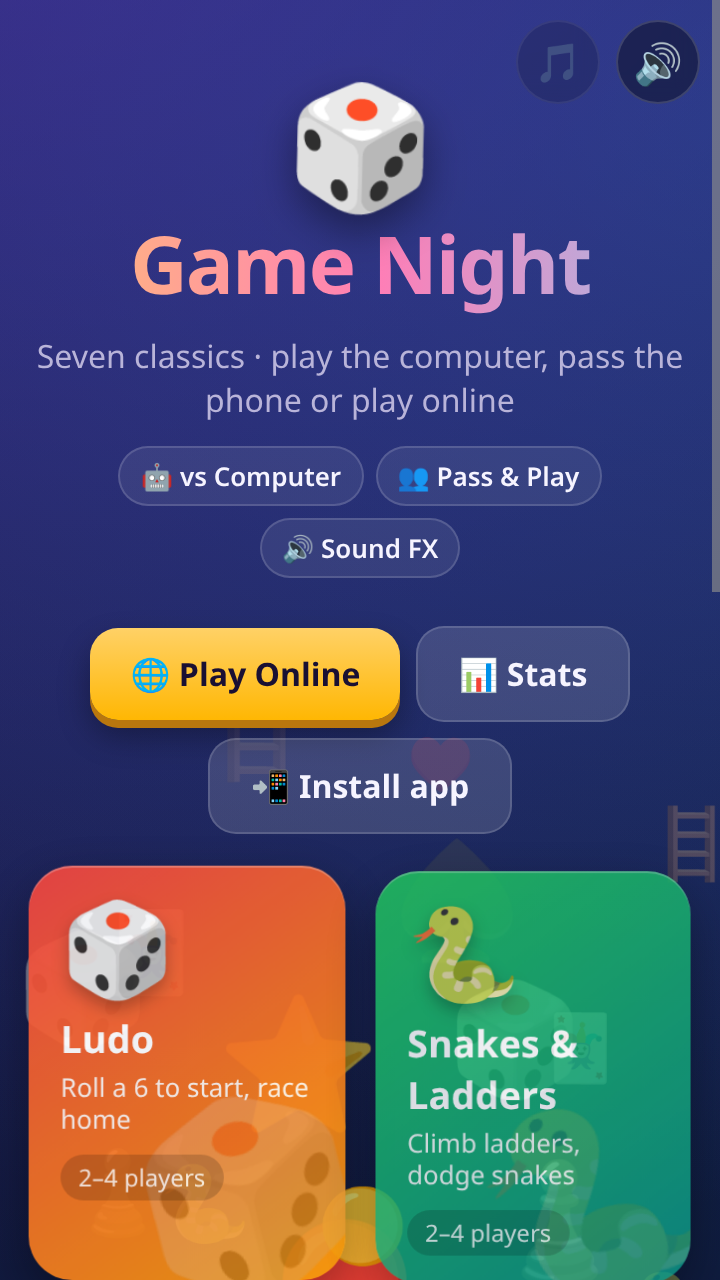 Game Night
Seven classics · play the computer, pass the
phone or play online
vs Computer
Pass & Play
Sound FX
Play Online
Stats
Install app
Ludo
Roll a 6 to start, race
home
2–4 players
Snakes &
Ladders
Climb ladders,
dodge snakes
2–4 players